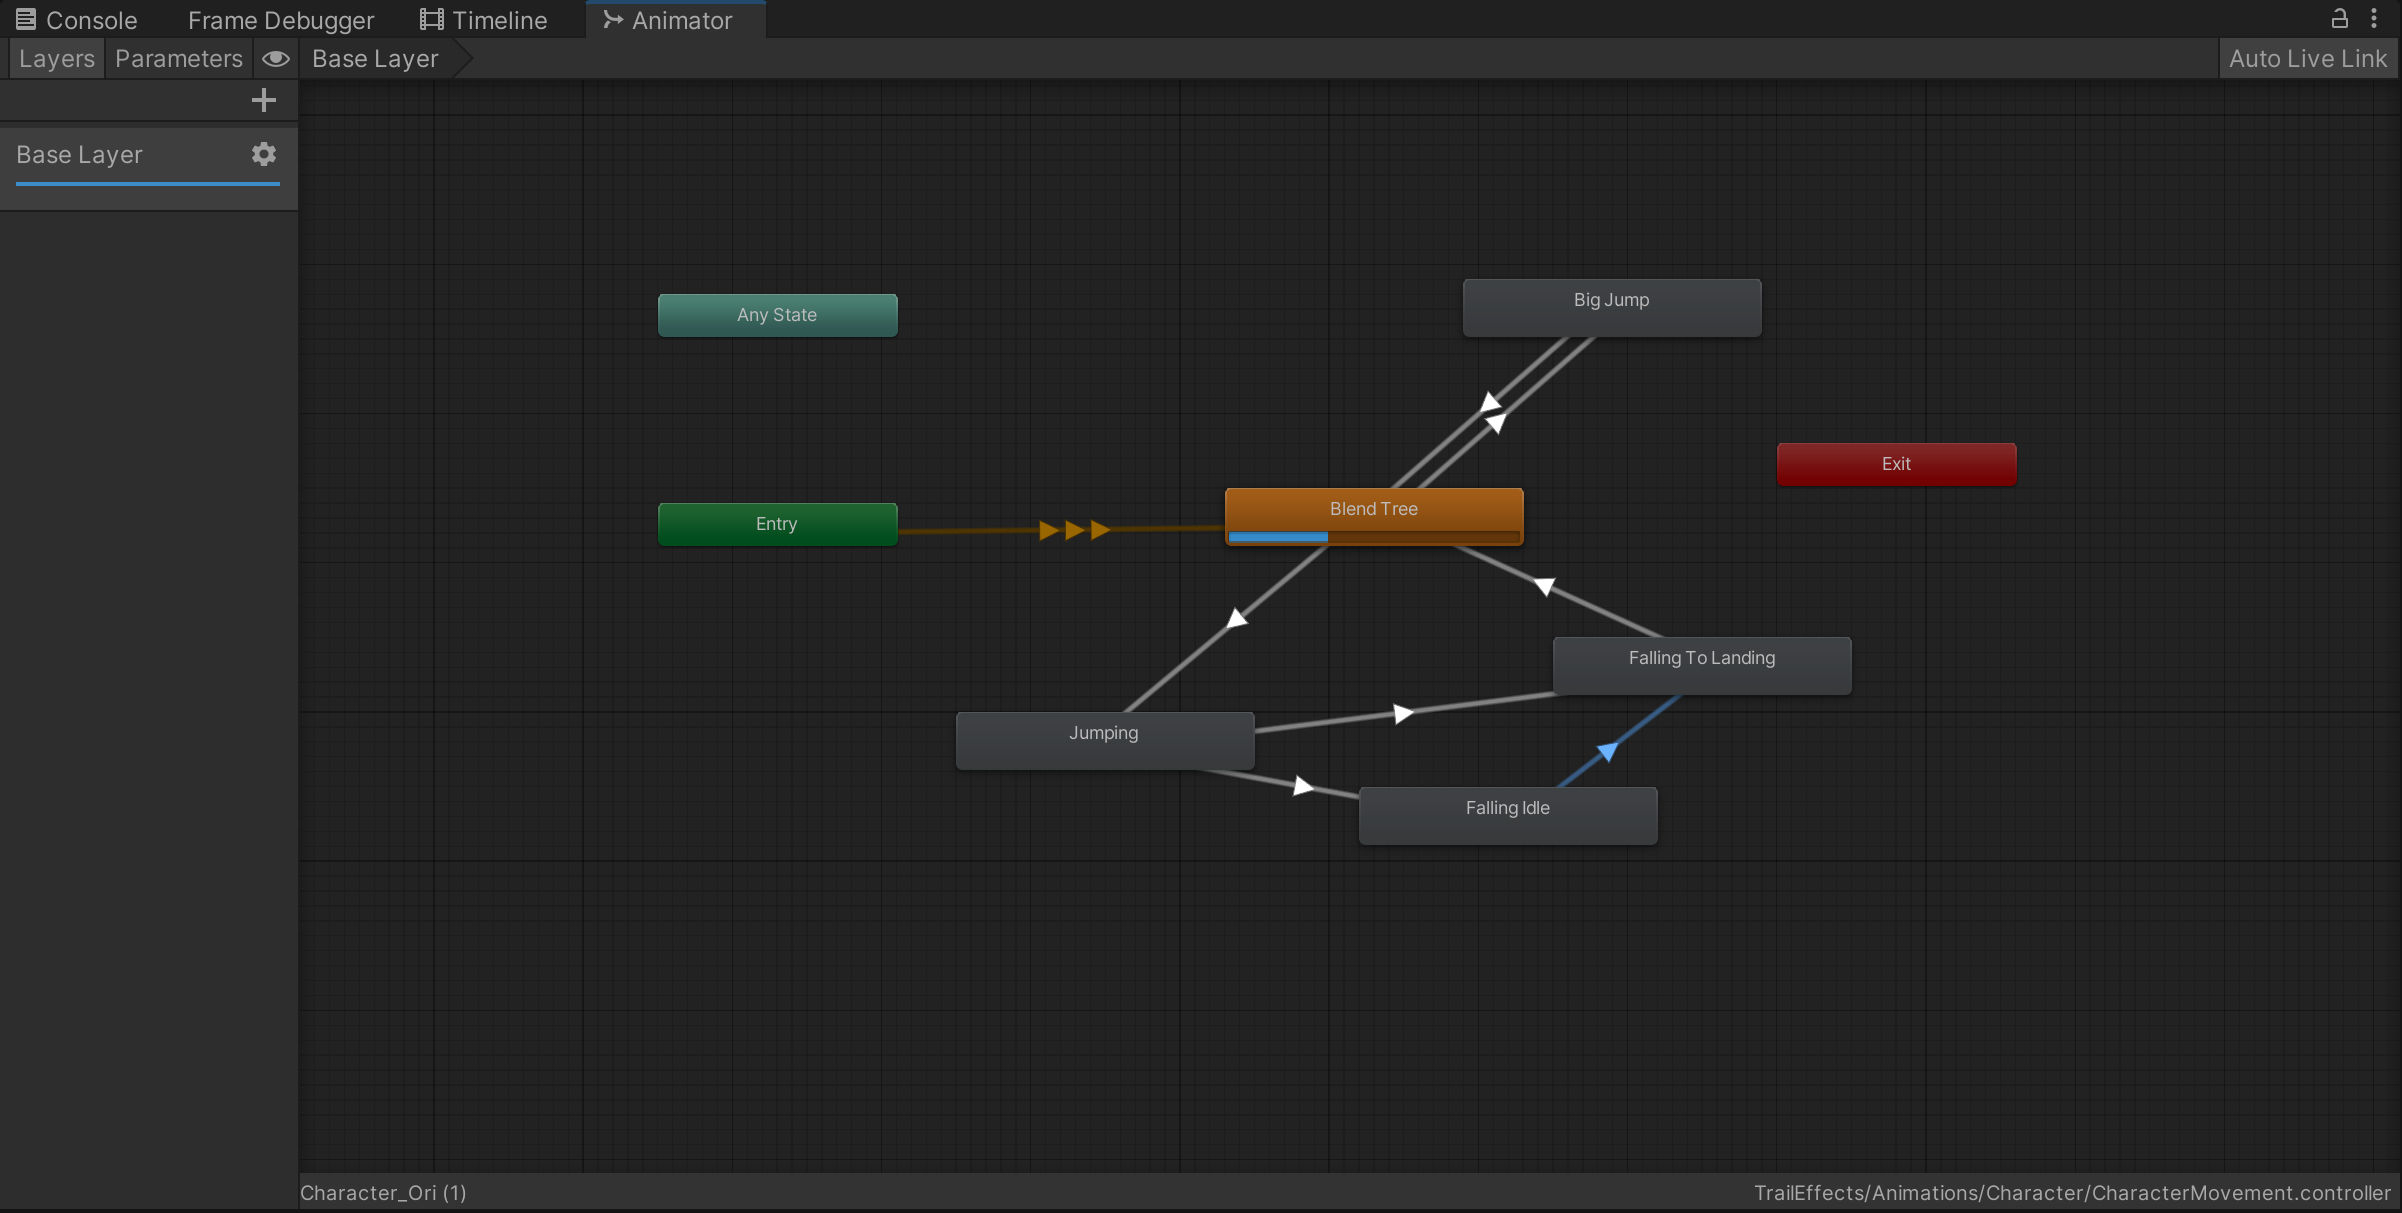 Console
Frame Debugger
Timeline
Animator
Layers
Parameters
Base Layer
Auto Live Link
Base Layer
Any State
Big Jump
Exit
Entry
Blend Tree
Falling To Landing
Jumping
Falling Idle
Character_Ori (1)
TrailEffects/Animations/Character/CharacterMovement.controller